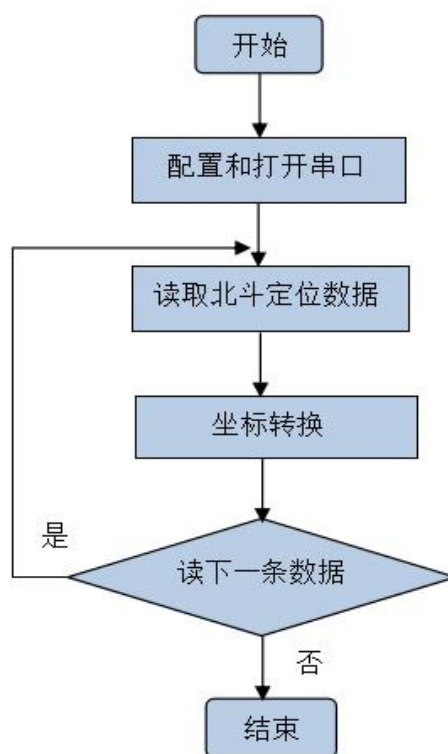 开始
配置和打开串口
读取北斗定位数据
坐标转换
是
读下一条数据
否
结束